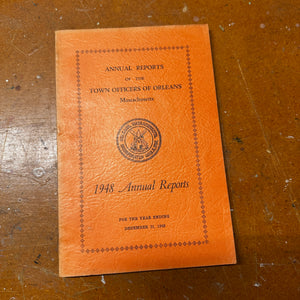 ANNUAL REPORTS
OF THE
TOWN OFFICERS OF ORLEANS
Massachusetts
1948 Annual Reports
FOR THE YEAR ENDING
DECEMBER 31, 1948